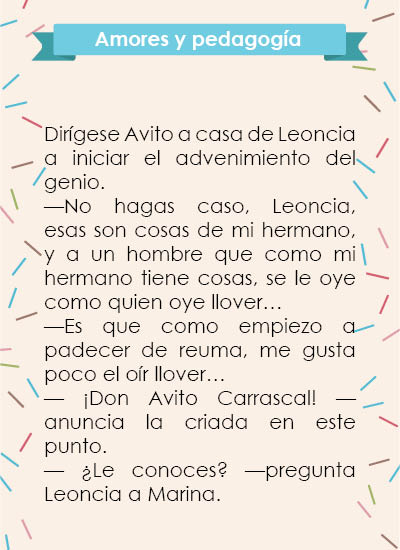 Amores y pedagogía
Dirígese Avito a casa de Leoncia
a iniciar el advenimiento del
genio.
—No hagas caso, Leoncia,
esas son cosas de mi hermano,
y a un hombre que como mi
hermano tiene cosas, se le oye
como quien oye llover...
—Es que como empiezo a
padecer de reuma, me gusta
poco el oír llover...
— ¡Don Avito Carrascal! —
anuncia la criada en este
punto.
— ¿Le conoces? —pregunta
Leoncia a Marina.